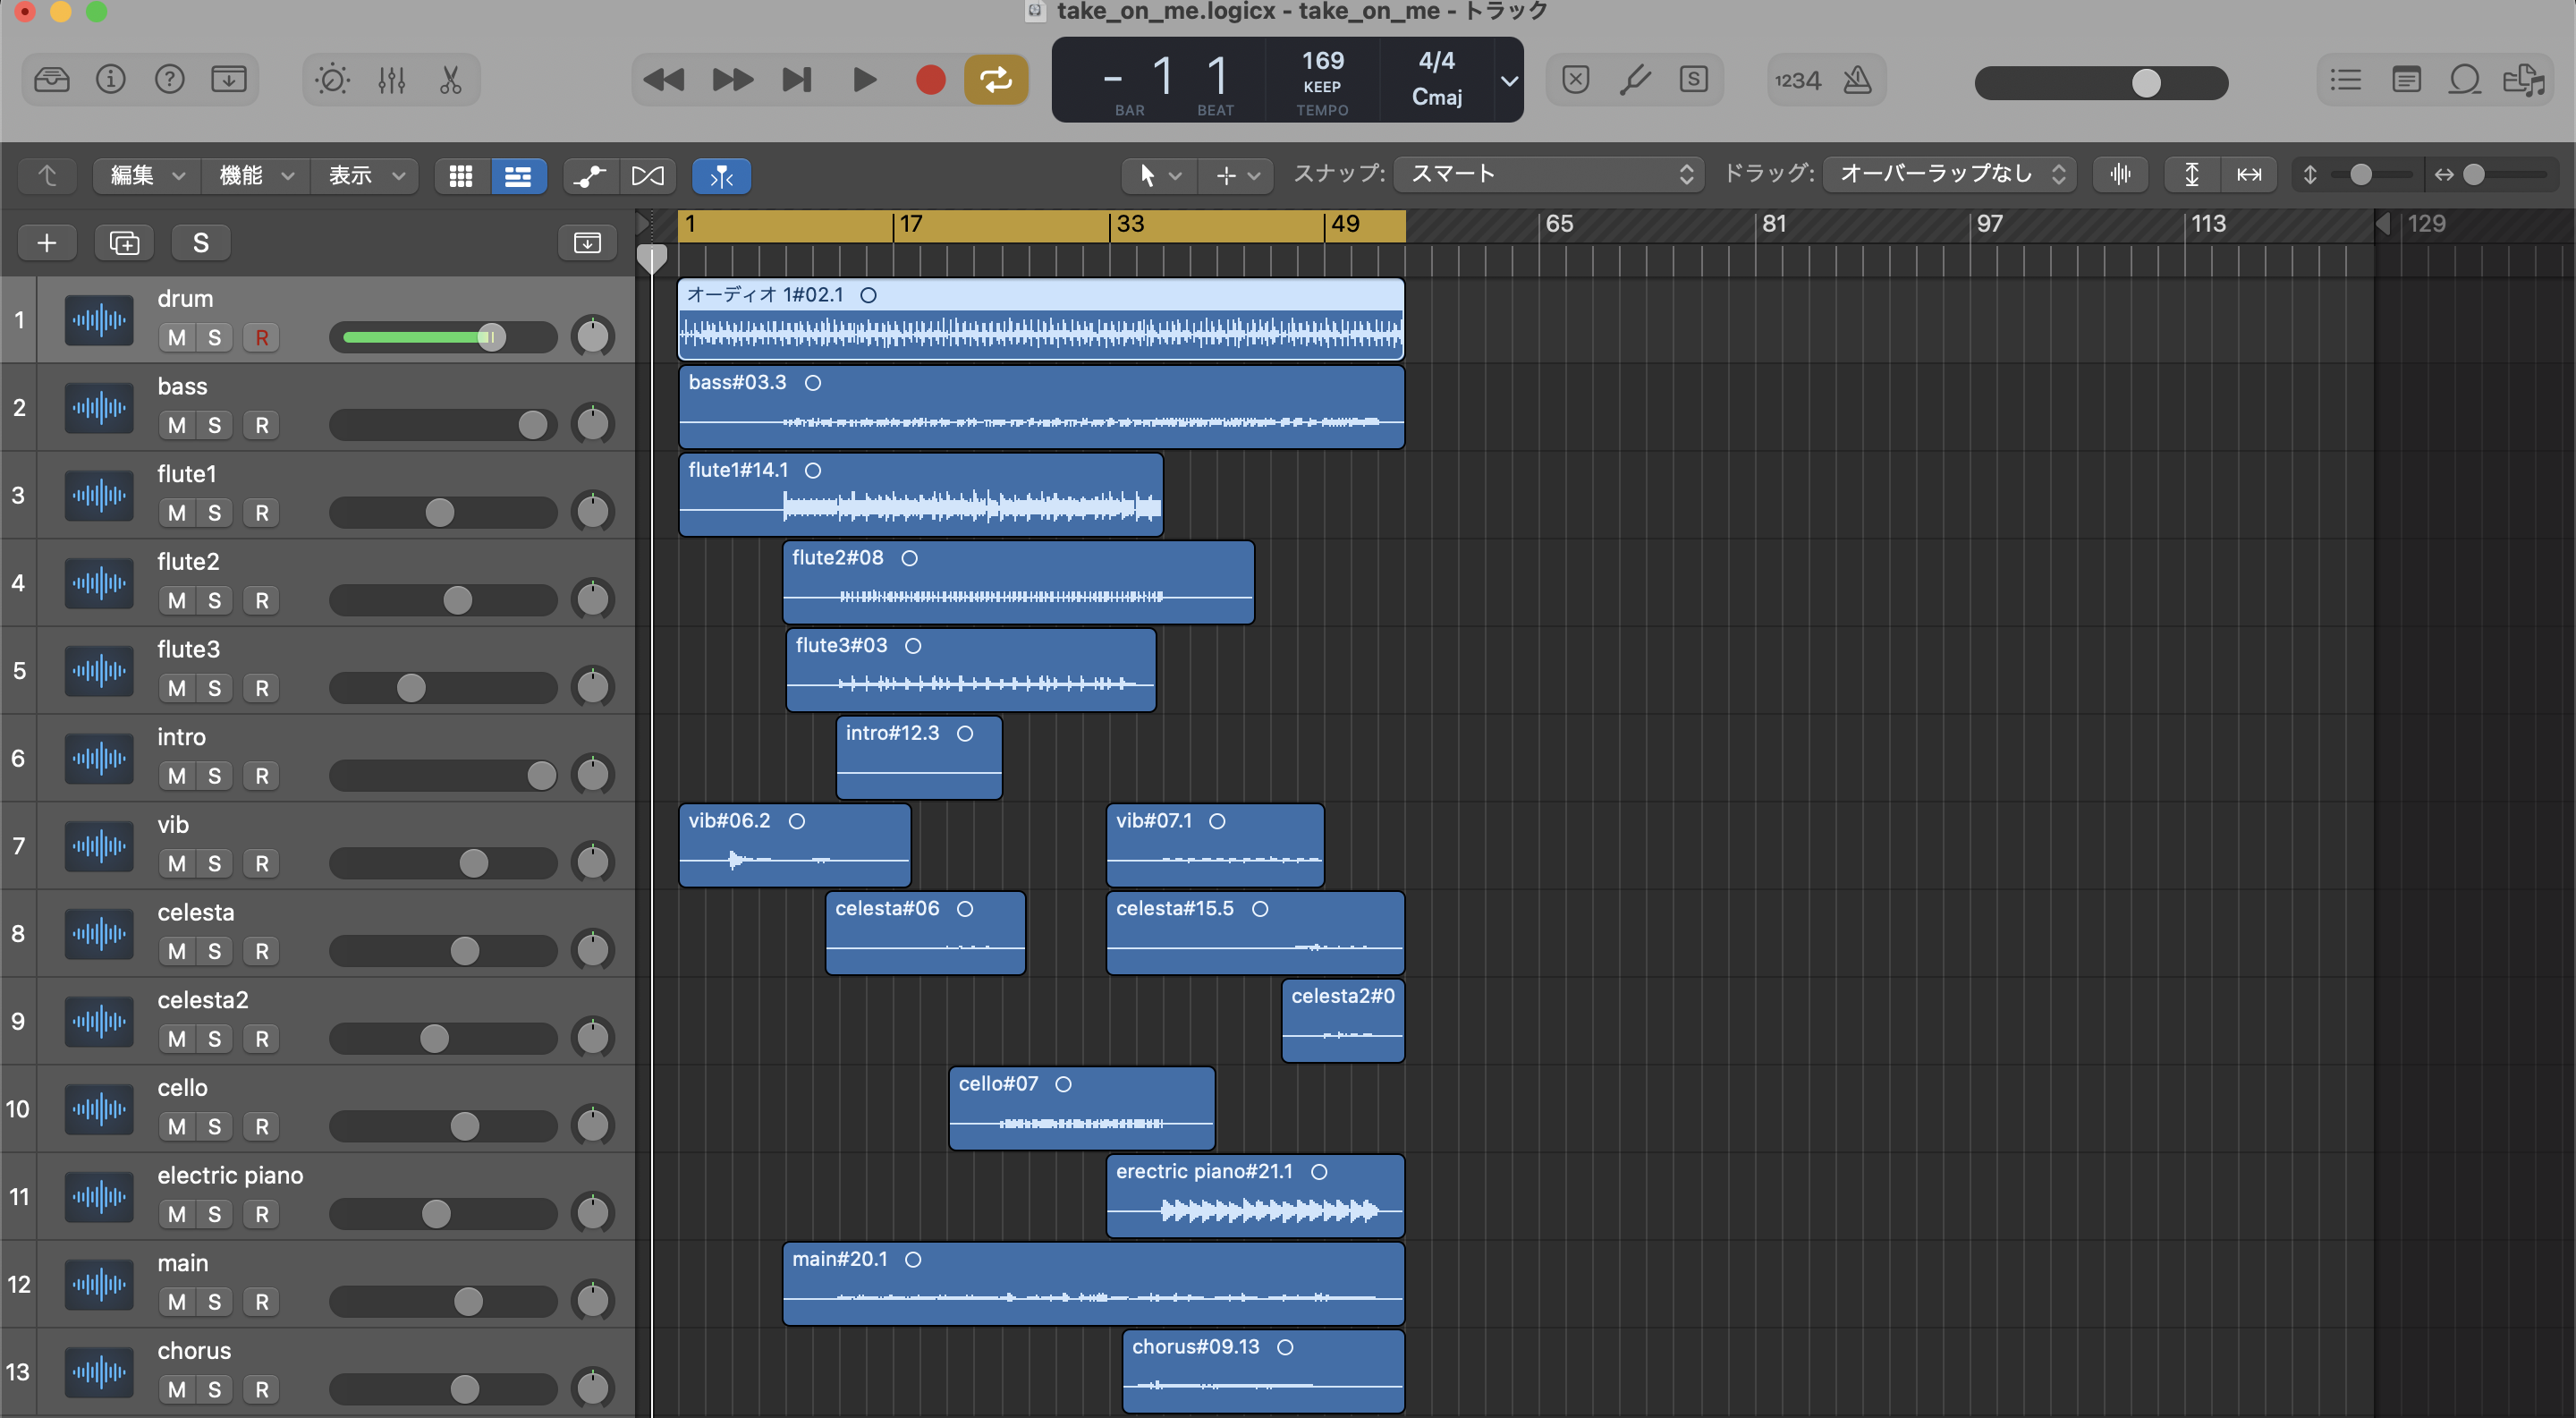 take_on_me.logicx - take_on_me - トラック
- 1 1
BAR BEAT
169
KEEP
TEMPO
4/4
Cmaj
S
1234
編集 機能 表示
スナップ: スマート
ドラッグ: オーバーラップなし
S
1 17 33 49 65 81 97 113 129
1 drum
M S R
オーディオ 1#02.1
2 bass
M S R
bass#03.3
3 flute1
M S R
flute1#14.1
4 flute2
M S R
flute2#08
5 flute3
M S R
flute3#03
6 intro
M S R
intro#12.3
7 vib
M S R
vib#06.2 vib#07.1
8 celesta
M S R
celesta#06 celesta#15.5
9 celesta2
M S R
celesta2#0
10 cello
M S R
cello#07
11 electric piano
M S R
erectric piano#21.1
12 main
M S R
main#20.1
13 chorus
M S R
chorus#09.13